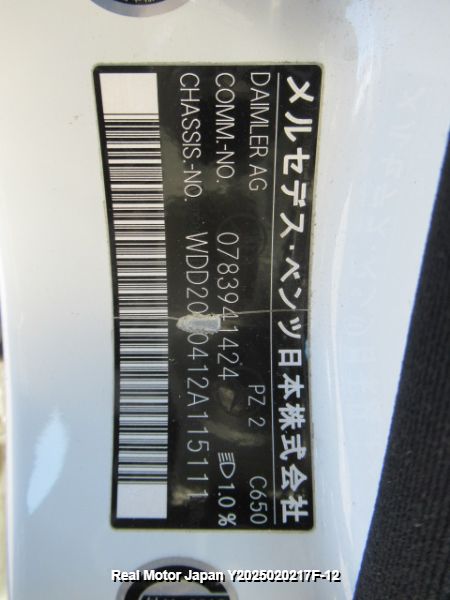 メルセデス・ベンツ日本株式会社
DAIMLER AG PZ 2 C650
COMM.-NO. 0783941424 1.0%
CHASSIS.-NO.
Real Motor Japan Y2025020217F-12